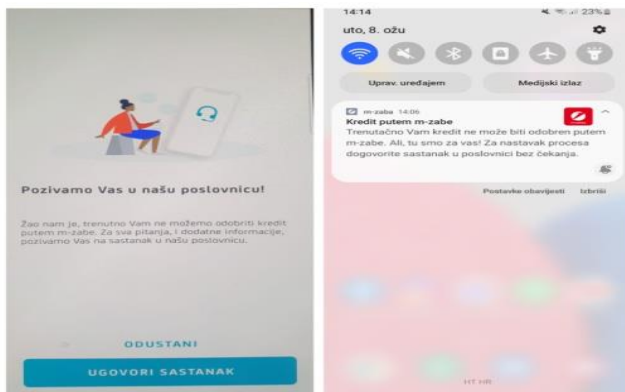 Pozivamo Vas u našu poslovnicu!
Žao nam je, trenutno Vam ne možemo odobriti kredit
putem m-zabe. Za sva pitanja, i dodatne informacije,
pozivamo Vas na sastanak u našu poslovnicu.
ODUSTANI
UGOVORI SASTANAK
14:14
23%
uto, 8. ožu
Uprav. uređajem
Medijski izlaz
m-zaba 14:06
Kredit putem m-zabe
Trenutačno Vam kredit ne može biti odobren putem
m-zabe. Ali, tu smo za vas! Za nastavak procesa
dogovorite sastanak u poslovnici bez čekanja.
Postavke obavijesti Izbriši
HT HR